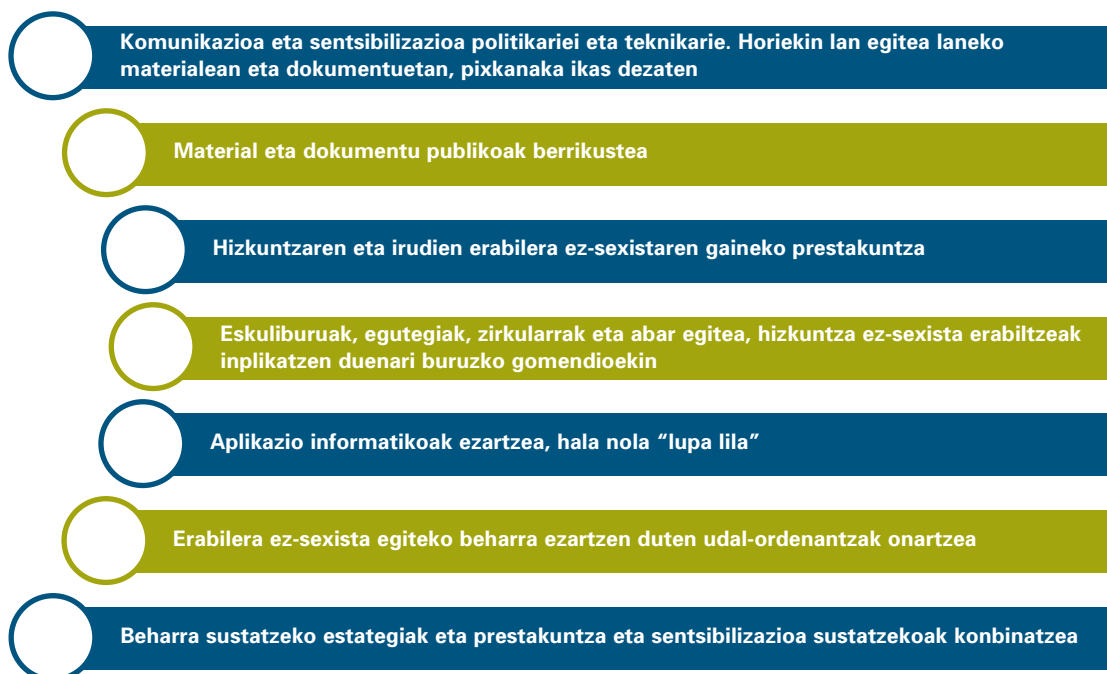 Komunikazioa eta sentsibilizazioa politikariei eta teknikarie. Horiekin lan egitea laneko
materialean eta dokumentuetan, pixkanaka ikas dezaten
Material eta dokumentu publikoak berrikustea
Hizkuntzaren eta irudien erabilera ez-sexistaren gaineko prestakuntza
Eskuliburuak, egutegiak, zirkularrak eta abar egitea, hizkuntza ez-sexista erabiltzeak
inplikatzen duenari buruzko gomendioekin
Aplikazio informatikoak ezartzea, hala nola “lupa lila”
Erabilera ez-sexista egiteko beharra ezartzen duten udal-ordenantzak onartzea
Beharra sustatzeko estategiak eta prestakuntza eta sentsibilizazioa sustatzekoak konbinatzea